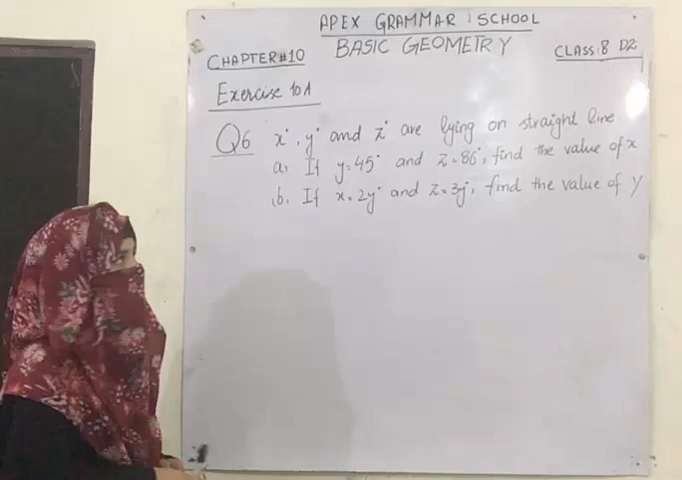 APEX GRAMMAR SCHOOL
BASIC GEOMETRY
CHAPTER#10
CLASS:8 D2
Exercise 10A
Q6 x°, y° and z° are lying on straight line
a. If y=45° and z=86°, find the value of x
b. If x=2y° and z=3y°, find the value of y